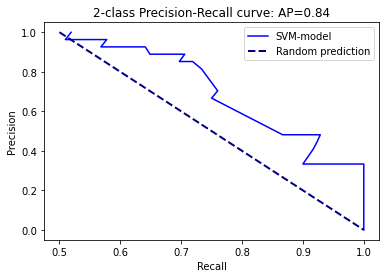 2-class Precision-Recall curve: AP=0.84
SVM-model
Random prediction
Precision
1.0
0.8
0.6
0.4
0.2
0.0
0.5 0.6 0.7 0.8 0.9 1.0
Recall